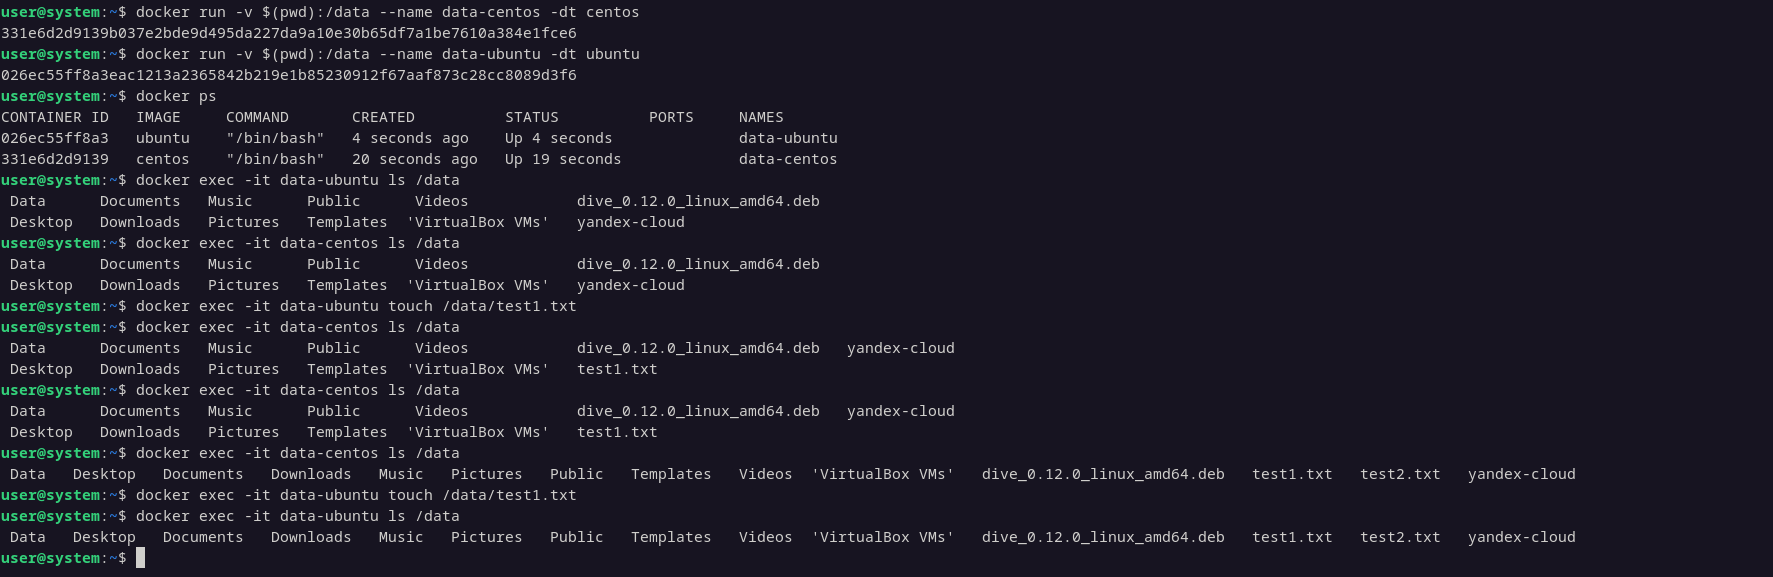 user@system:~$ docker run -v $(pwd):/data --name data-centos -dt centos
331e6d2d9139b037e2bde9d495da227da9a10e30b65df7a1be7610a384e1fce6
user@system:~$ docker run -v $(pwd):/data --name data-ubuntu -dt ubuntu
026ec55ff8a3eac1213a2365842b219e1b85230912f67aaf873c28cc8089d3f6
user@system:~$ docker ps
CONTAINER ID   IMAGE     COMMAND       CREATED          STATUS          PORTS     NAMES
026ec55ff8a3   ubuntu    "/bin/bash"   4 seconds ago    Up 4 seconds              data-ubuntu
331e6d2d9139   centos    "/bin/bash"   20 seconds ago   Up 19 seconds             data-centos
user@system:~$ docker exec -it data-ubuntu ls /data
 Data      Documents   Music      Public      Videos            dive_0.12.0_linux_amd64.deb
 Desktop   Downloads   Pictures   Templates  'VirtualBox VMs'   yandex-cloud
user@system:~$ docker exec -it data-centos ls /data
 Data      Documents   Music      Public      Videos            dive_0.12.0_linux_amd64.deb
 Desktop   Downloads   Pictures   Templates  'VirtualBox VMs'   yandex-cloud
user@system:~$ docker exec -it data-ubuntu touch /data/test1.txt
user@system:~$ docker exec -it data-centos ls /data
 Data      Documents   Music      Public      Videos            dive_0.12.0_linux_amd64.deb   yandex-cloud
 Desktop   Downloads   Pictures   Templates  'VirtualBox VMs'   test1.txt
user@system:~$ docker exec -it data-centos ls /data
 Data      Documents   Music      Public      Videos            dive_0.12.0_linux_amd64.deb   yandex-cloud
 Desktop   Downloads   Pictures   Templates  'VirtualBox VMs'   test1.txt
user@system:~$ docker exec -it data-centos ls /data
 Data   Desktop   Documents   Downloads   Music   Pictures   Public   Templates   Videos  'VirtualBox VMs'   dive_0.12.0_linux_amd64.deb   test1.txt   test2.txt   yandex-cloud
user@system:~$ docker exec -it data-ubuntu touch /data/test1.txt
user@system:~$ docker exec -it data-ubuntu ls /data
 Data   Desktop   Documents   Downloads   Music   Pictures   Public   Templates   Videos  'VirtualBox VMs'   dive_0.12.0_linux_amd64.deb   test1.txt   test2.txt   yandex-cloud
user@system:~$